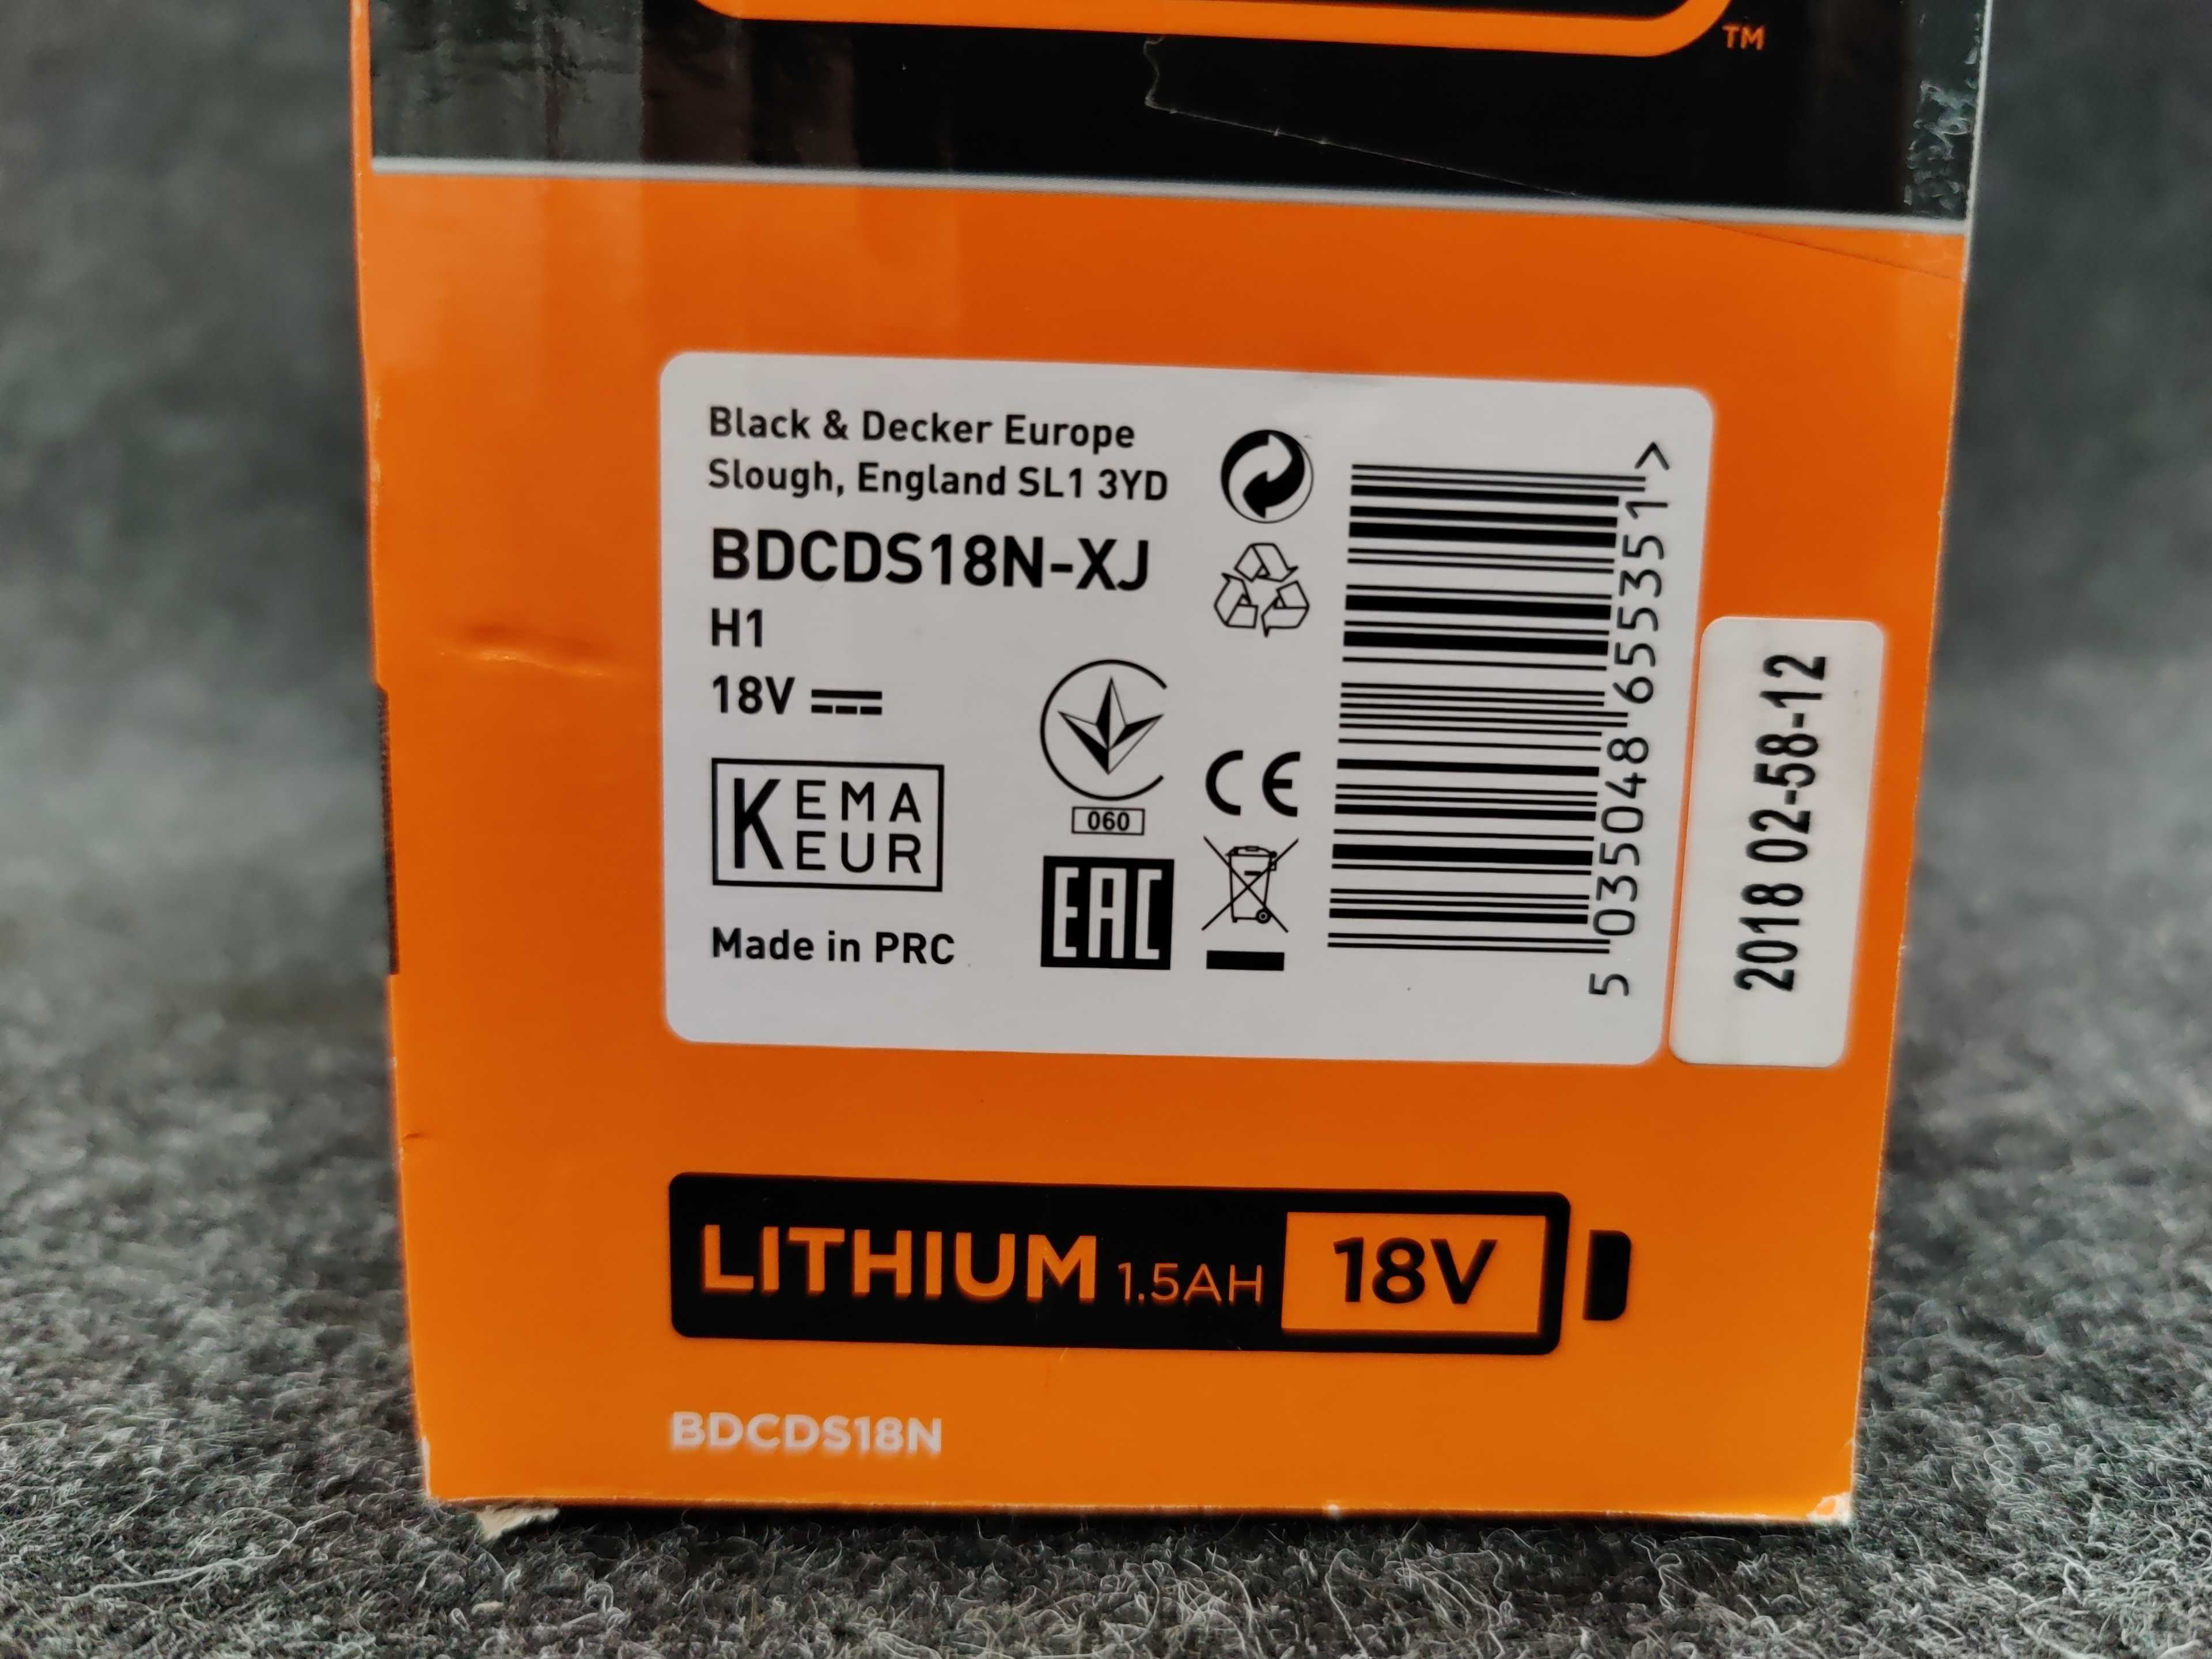 TM
Black & Decker Europe
Slough, England SL1 3YD
BDCDS18N-XJ
H1
18V
KEMA
KEUR
Made in PRC
060
EAC
CE
5 035048 655351 >
2018 02-58-12
LITHIUM 1.5AH 18V
BDCDS18N